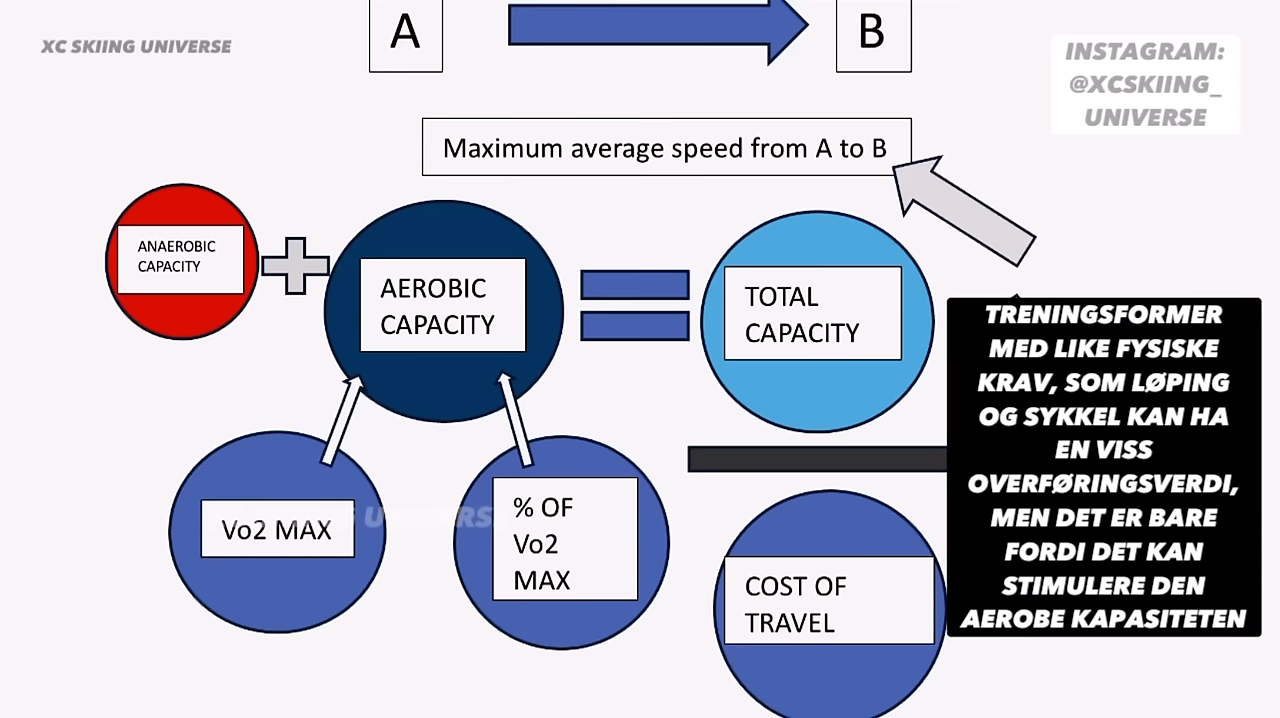 A
B
XC SKIING UNIVERSE
INSTAGRAM:
@XCSKIING_
UNIVERSE
Maximum average speed from A to B
ANAEROBIC
CAPACITY
AEROBIC
CAPACITY
TOTAL
CAPACITY
TRENINGSFORMER
MED LIKE FYSISKE
KRAV, SOM LØPING
OG SYKKEL KAN HA
EN VISS
OVERFØRINGSVERDI,
MEN DET ER BARE
FORDI DET KAN
STIMULERE DEN
AEROBE KAPASITETEN
Vo2 MAX
% OF
Vo2
MAX
COST OF
TRAVEL